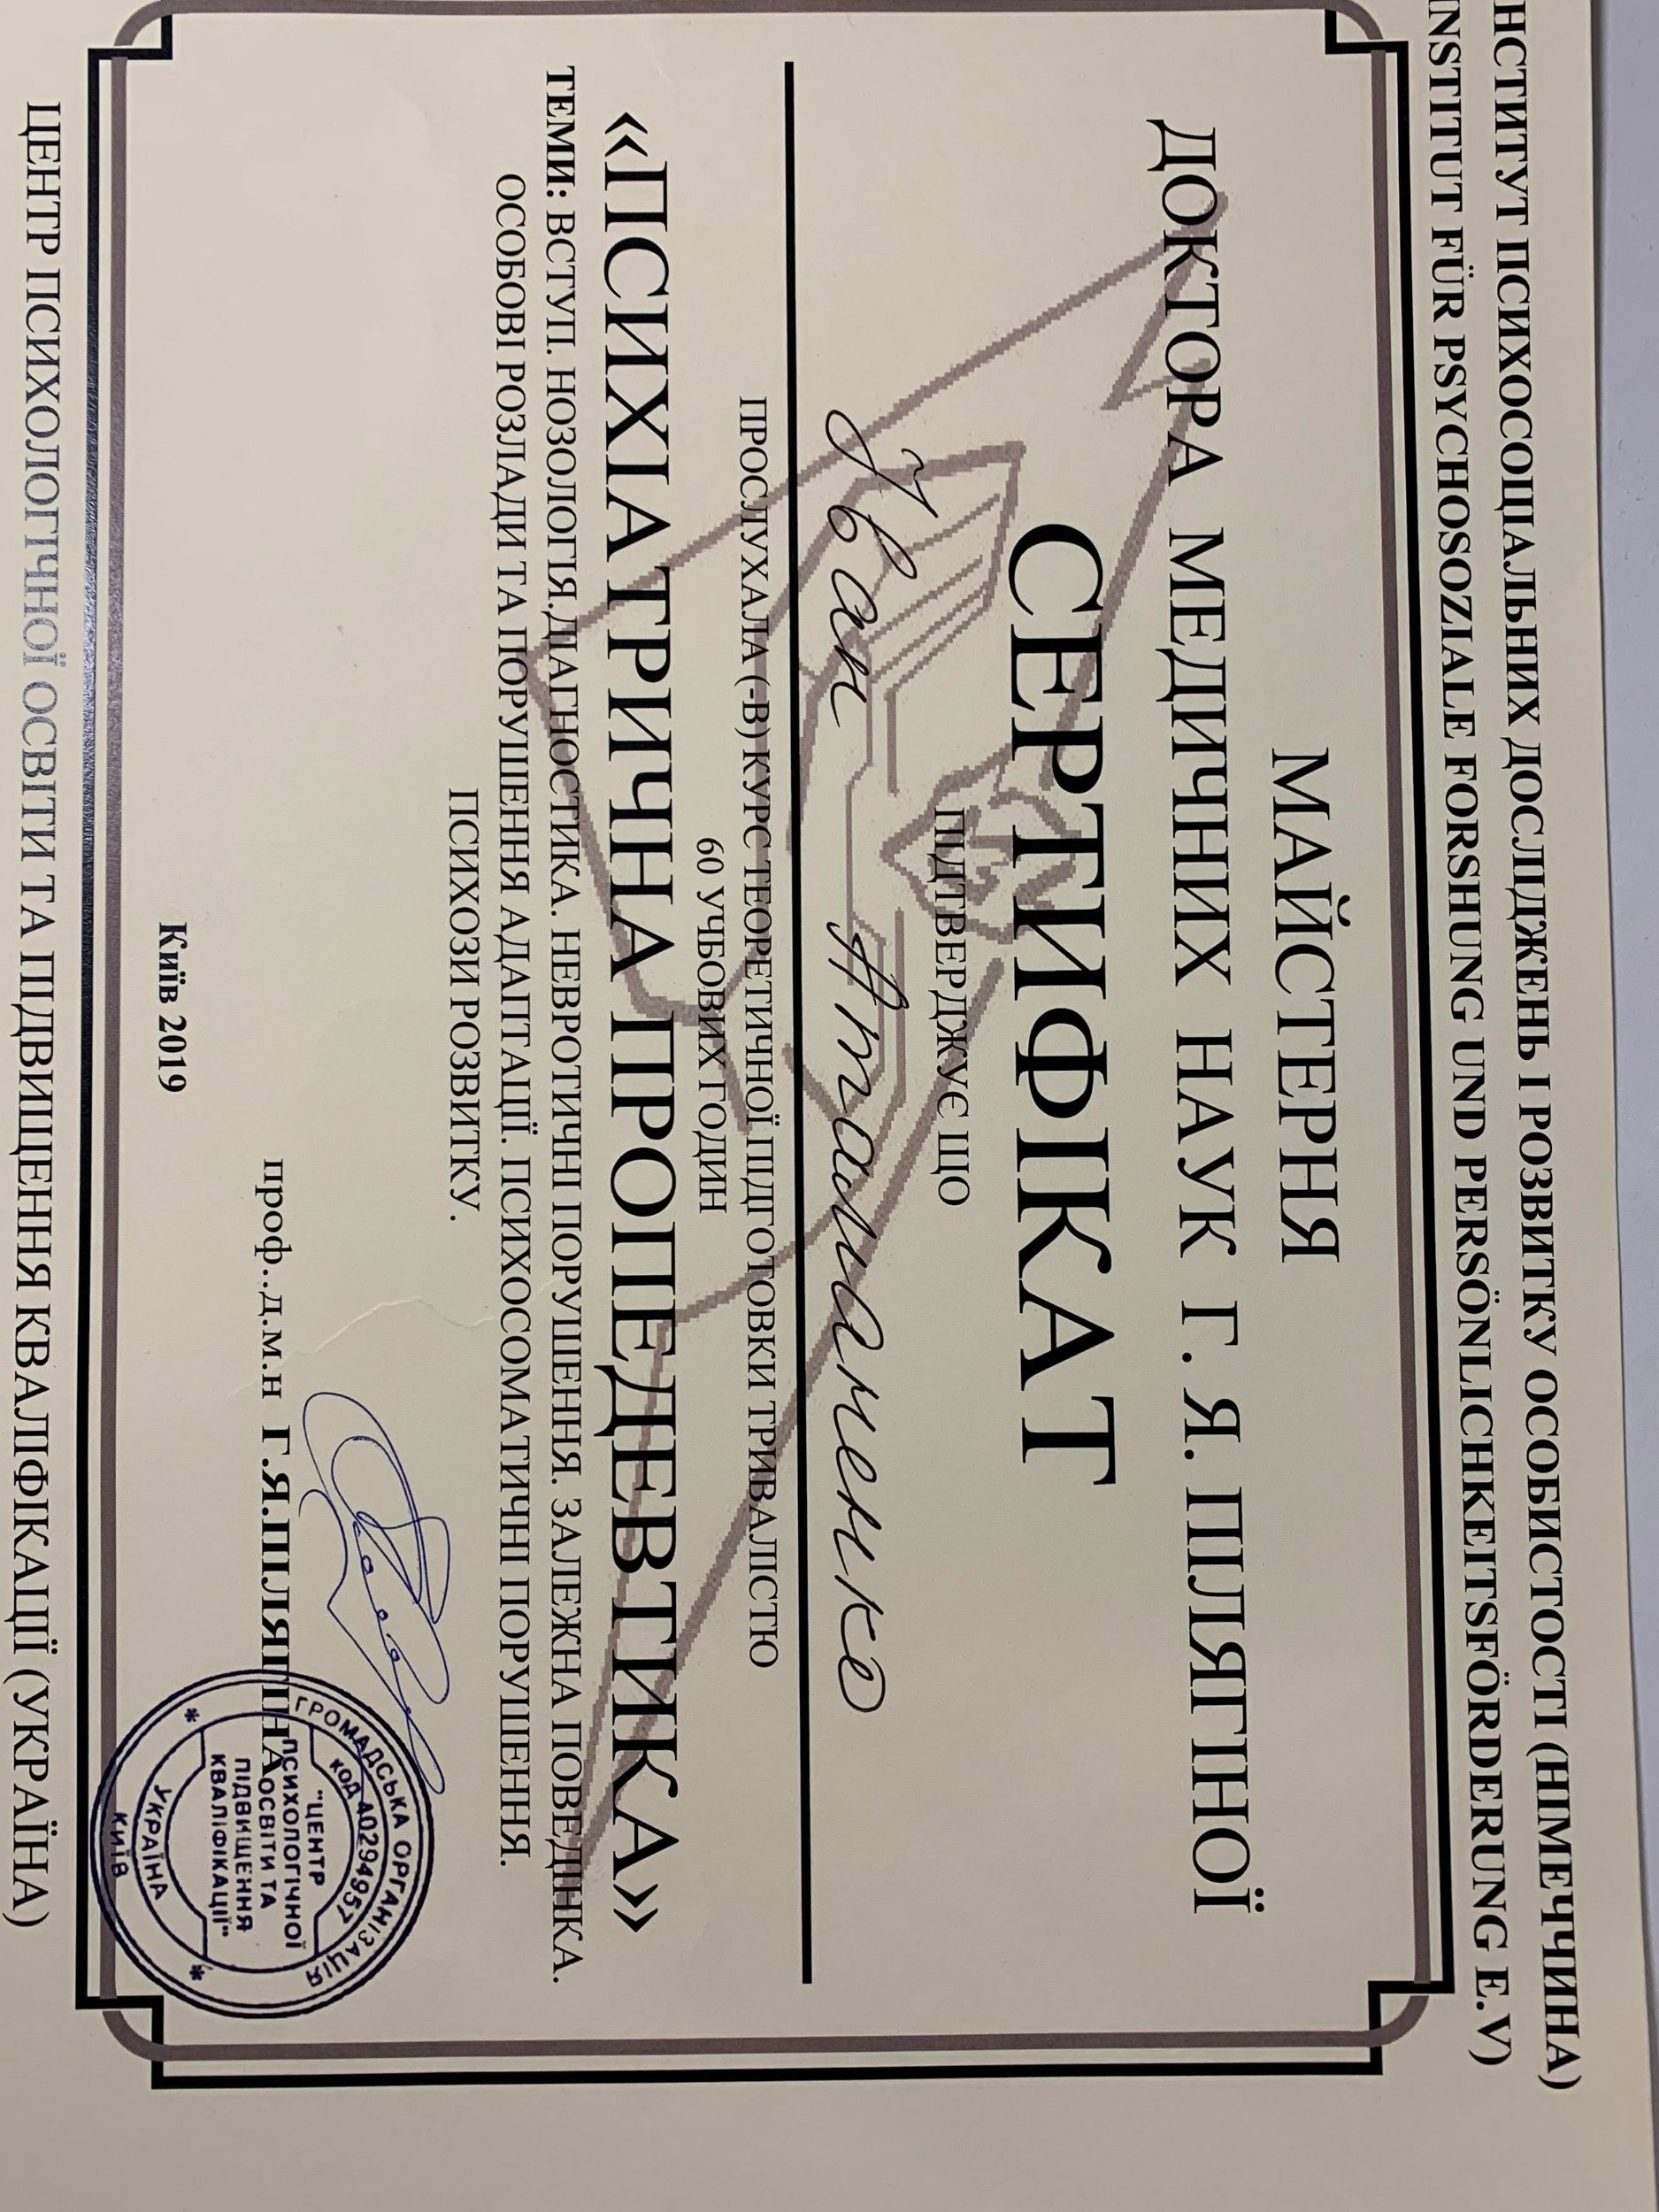 НСТИТУТ ПСИХОСОЦІАЛЬНИХ ДОСЛІДЖЕНЬ І РОЗВИТКУ ОСОБИСТОСТІ (НІМЕЧЧИНА)
INSTITUT FÜR PSYCHOSOZIALE FORSHUNG UND PERSÖNLICHKEITSFÖRDERUNG E.V)
МАЙСТЕРНЯ
ДОКТОРА МЕДИЧНИХ НАУК Г. Я. ПІЛЯГІНОЇ
СЕРТИФІКАТ
ПІДТВЕРДЖУЄ ЩО
Іван Атаманенко
ПРОСЛУХАЛА (-В) КУРС ТЕОРЕТИЧНОЇ ПІДГОТОВКИ ТРИВАЛІСТЮ
60 УЧБОВИХ ГОДИН
«ПСИХІАТРИЧНА ПРОПЕДЕВТИКА»
ТЕМИ: ВСТУП. НОЗОЛОГІЯ.ДІАГНОСТИКА. НЕВРОТИЧНІ ПОРУШЕННЯ. ЗАЛЕЖНА ПОВЕДІНКА.
ОСОБОВІ РОЗЛАДИ ТА ПОРУШЕННЯ АДАПТАЦІЇ. ПСИХОСОМАТИЧНІ ПОРУШЕННЯ.
ПСИХОЗИ РОЗВИТКУ.
проф..д.м.н Г.Я.ПІЛЯГІНА
Київ 2019
ГРОМАДСЬКА ОРГАНІЗАЦІЯ
КОД 40294957
"ЦЕНТР
ПСИХОЛОГІЧНОЇ
ОСВІТИ ТА
ПІДВИЩЕННЯ
КВАЛІФІКАЦІЇ"
УКРАЇНА
КИЇВ
ЦЕНТР ПСИХОЛОГІЧНОЇ ОСВІТИ ТА ПІДВИЩЕННЯ КВАЛІФІКАЦІЇ (УКРАЇНА)